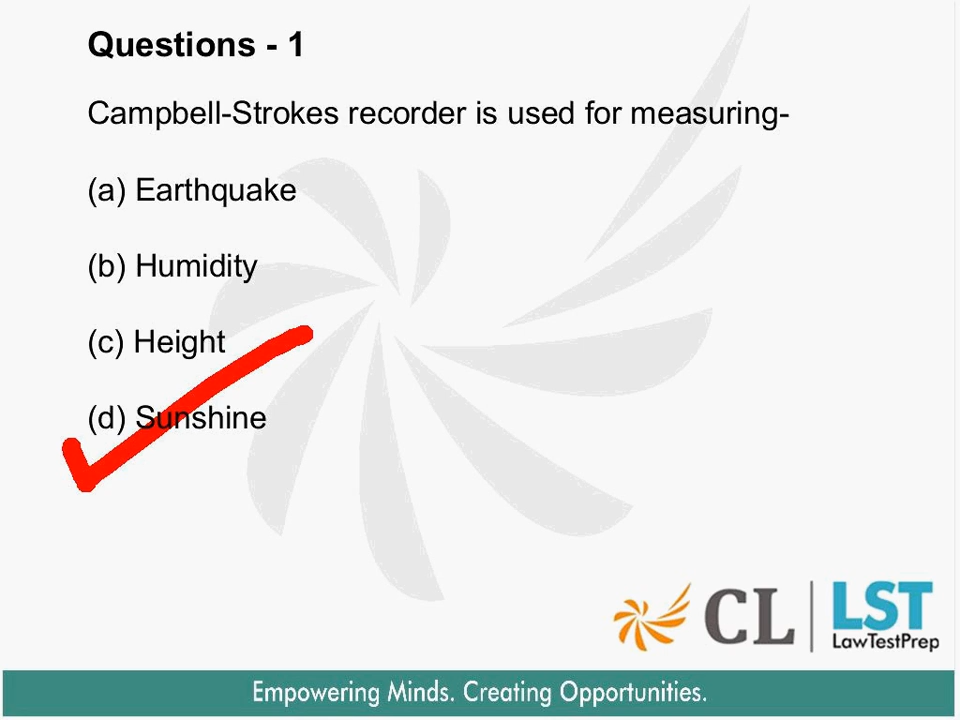 Questions - 1
Campbell-Strokes recorder is used for measuring-
(a) Earthquake
(b) Humidity
(c) Height
(d) Sunshine
CL LST
LawTestPrep
Empowering Minds. Creating Opportunities.